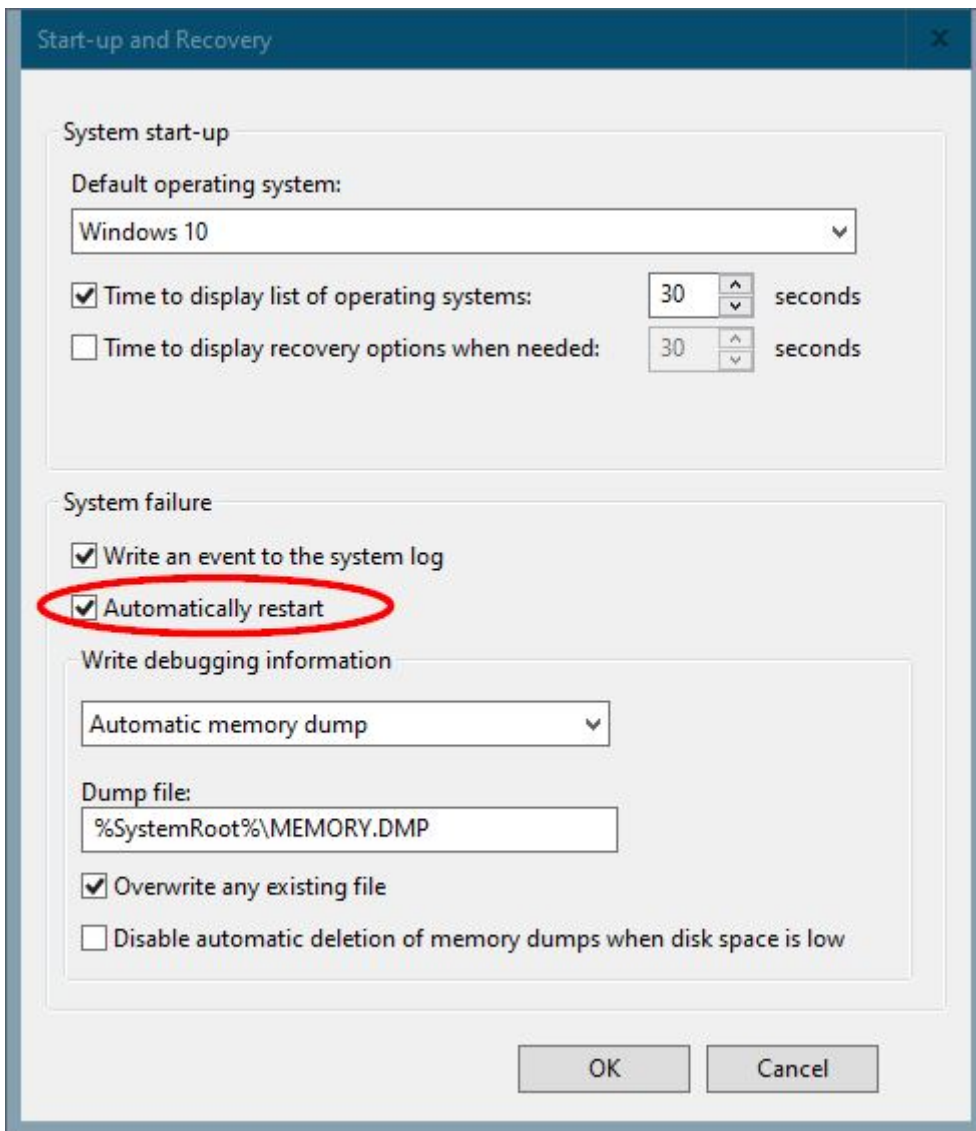 Start-up and Recovery
System start-up
Default operating system:
Windows 10
Time to display list of operating systems: 30 seconds
Time to display recovery options when needed: 30 seconds
System failure
Write an event to the system log
Automatically restart
Write debugging information
Automatic memory dump
Dump file:
%SystemRoot%\MEMORY.DMP
Overwrite any existing file
Disable automatic deletion of memory dumps when disk space is low
OK Cancel